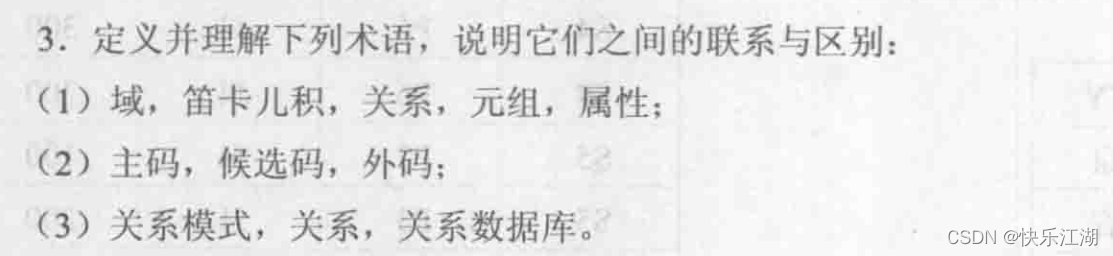 3. 定义并理解下列术语，说明它们之间的联系与区别：
（1）域，笛卡儿积，关系，元组，属性；
（2）主码，候选码，外码；
（3）关系模式，关系，关系数据库。
CSDN @快乐江湖